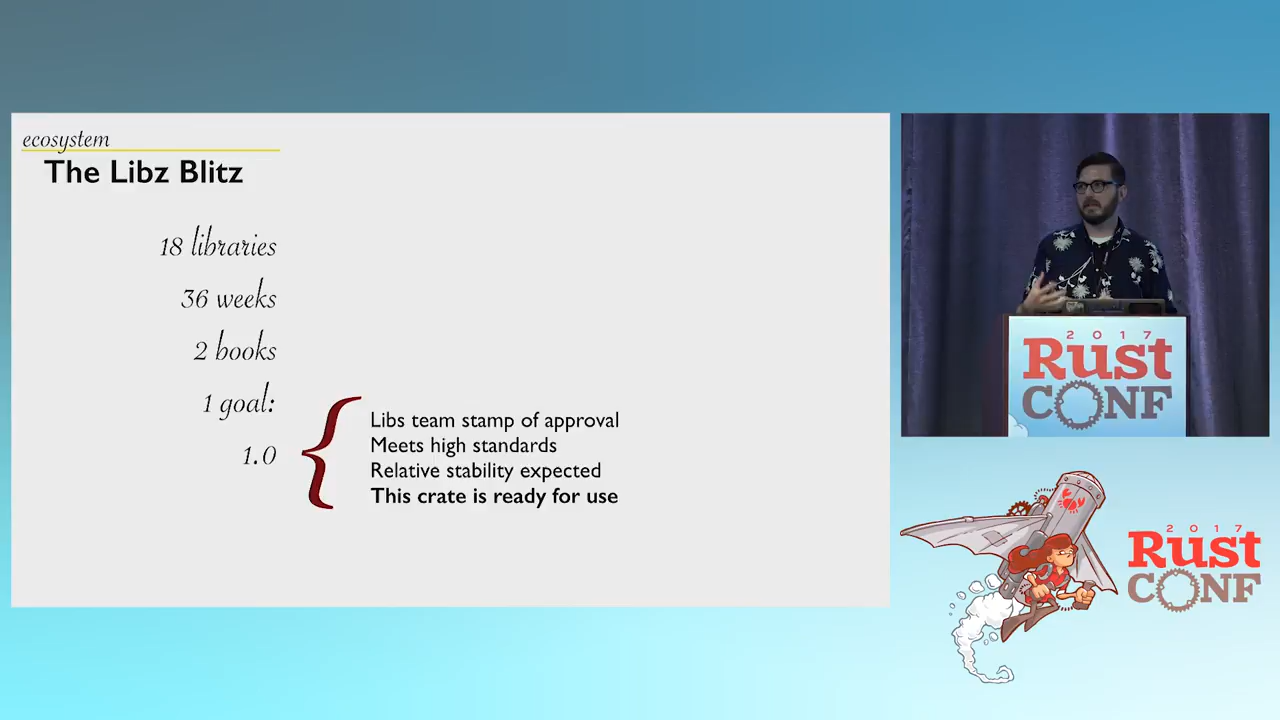 ecosystem
The Libz Blitz
18 libraries
36 weeks
2 books
1 goal:
1.0
Libs team stamp of approval
Meets high standards
Relative stability expected
This crate is ready for use
2017
Rust
CONF
2017
Rust
CONF